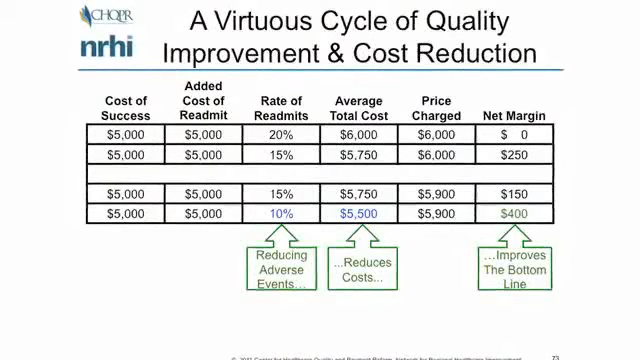 CHQPR
nrhi
A Virtuous Cycle of Quality
Improvement & Cost Reduction
Cost of Success Added Cost of Readmit Rate of Readmits Average Total Cost Price Charged Net Margin
$5,000 $5,000 20% $6,000 $6,000 $ 0
$5,000 $5,000 15% $5,750 $6,000 $250
$5,000 $5,000 15% $5,750 $5,900 $150
$5,000 $5,000 10% $5,500 $5,900 $400
Reducing
Adverse
Events…
...Reduces
Costs...
…Improves
The Bottom
Line
73